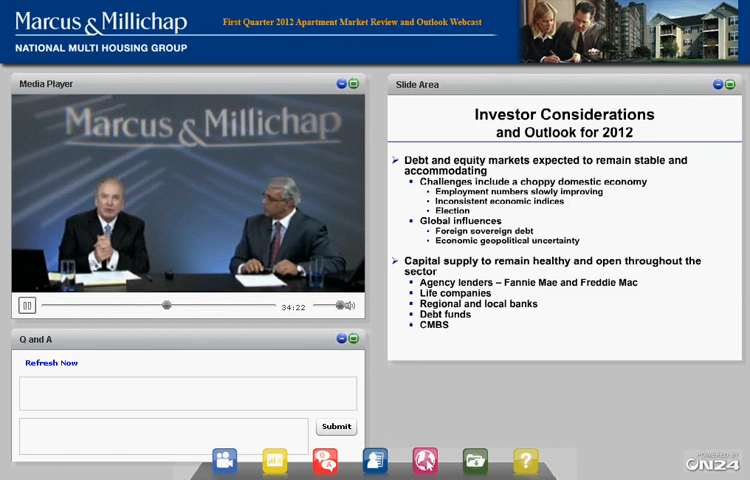 Marcus & Millichap
First Quarter 2012 Apartment Market Review and Outlook Webcast
NATIONAL MULTI HOUSING GROUP
Media Player
Marcus & Millichap
34:22
Q and A
Refresh Now
Submit
Slide Area
Investor Considerations
and Outlook for 2012
Debt and equity markets expected to remain stable and
accommodating
Challenges include a choppy domestic economy
Employment numbers slowly improving
Inconsistent economic indices
Election
Global influences
Foreign sovereign debt
Economic geopolitical uncertainty
Capital supply to remain healthy and open throughout the
sector
Agency lenders – Fannie Mae and Freddie Mac
Life companies
Regional and local banks
Debt funds
CMBS
Q
A
?
POWERED BY
ON24